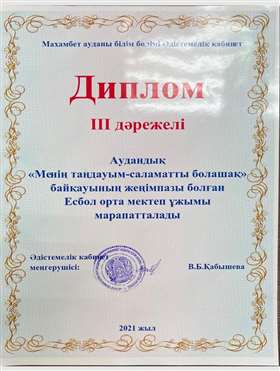 Махамбет ауданы білім бөлімі әдістемелік кабинет
Диплом
III дәрежелі
Аудандық
«Менің таңдауым-саламатты болашақ»
байқауының жеңімпазы болған
Есбол орта мектеп ұжымы
марапатталады
Әдістемелік кабинет
меңгерушісі:
В.Б.Қабышева
2021 жыл